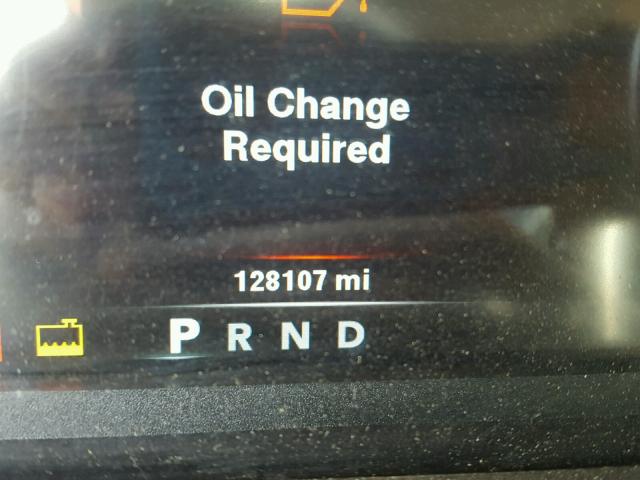 Oil Change
Required
128107 mi
P R N D